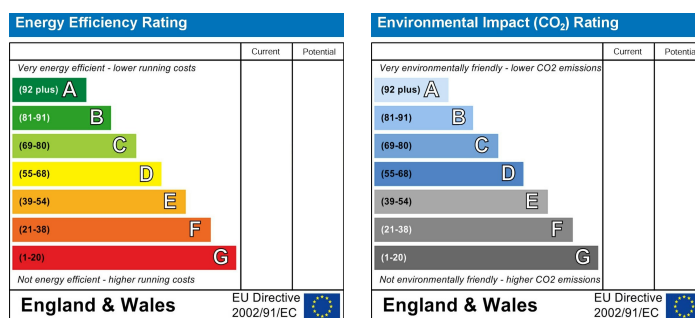 Energy Efficiency Rating
Current Potential
Very energy efficient - lower running costs
(92 plus) A
(81-91) B
(69-80) C
(55-68) D
(39-54) E
(21-38) F
(1-20) G
Not energy efficient - higher running costs
England & Wales
EU Directive
2002/91/EC
Environmental Impact (CO₂) Rating
Current Potentia
Very environmentally friendly - lower CO2 emissions
(92 plus) A
(81-91) B
(69-80) C
(55-68) D
(39-54) E
(21-38) F
(1-20) G
Not environmentally friendly - higher CO2 emissions
England & Wales
EU Directive
2002/91/EC